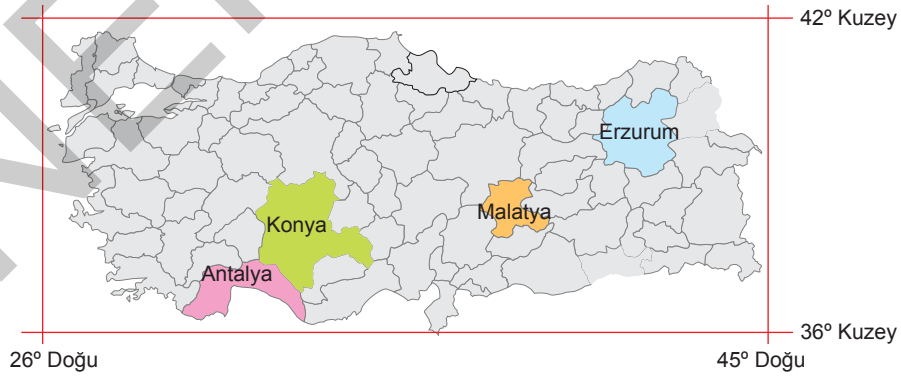 42º Kuzey
Erzurum
Malatya
Konya
Antalya
36º Kuzey
26º Doğu
45º Doğu